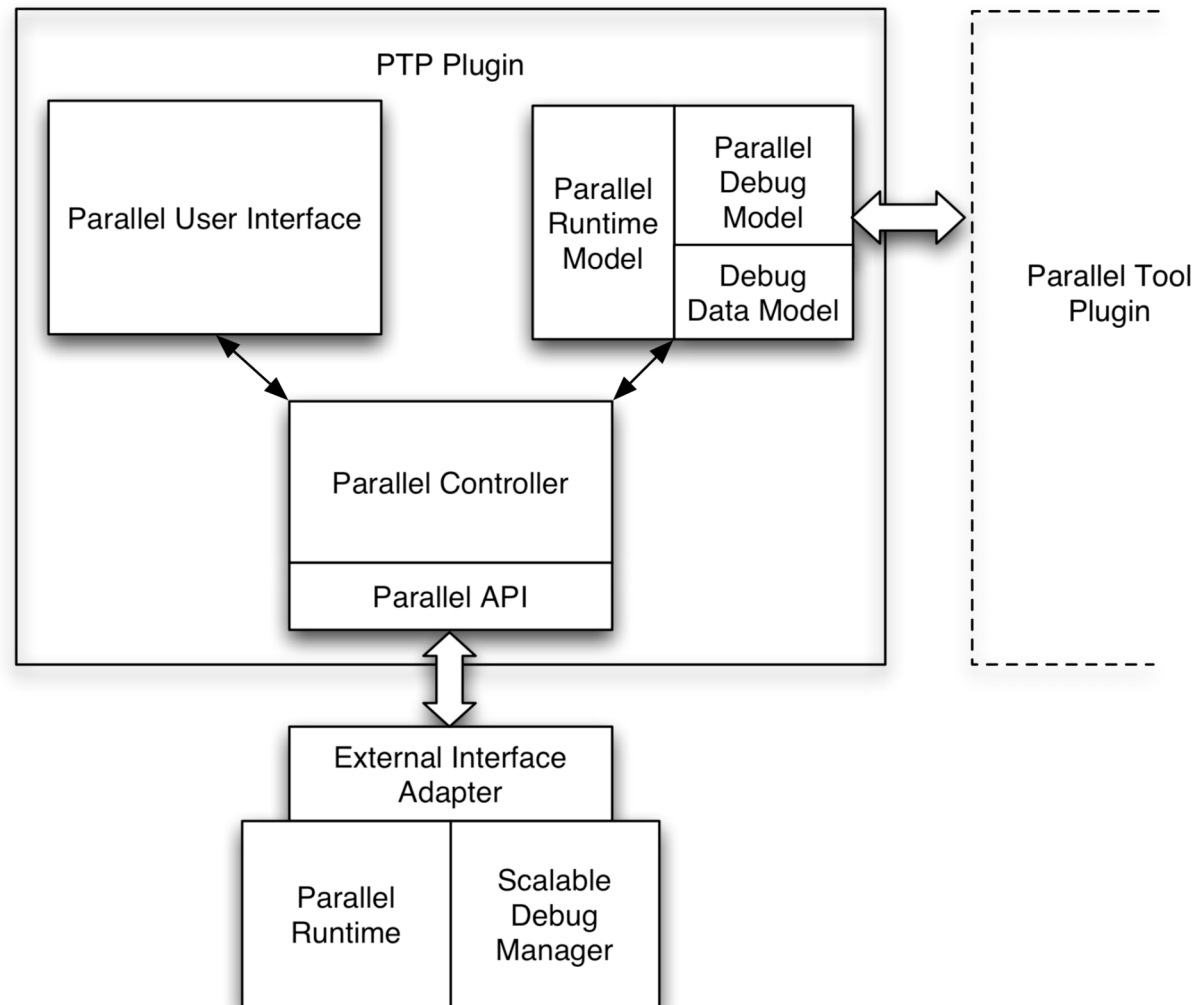 PTP Plugin
Parallel User Interface
Parallel
Runtime
Model
Parallel
Debug
Model
Debug
Data Model
Parallel Tool
Plugin
Parallel Controller
Parallel API
External Interface
Adapter
Parallel
Runtime
Scalable
Debug
Manager